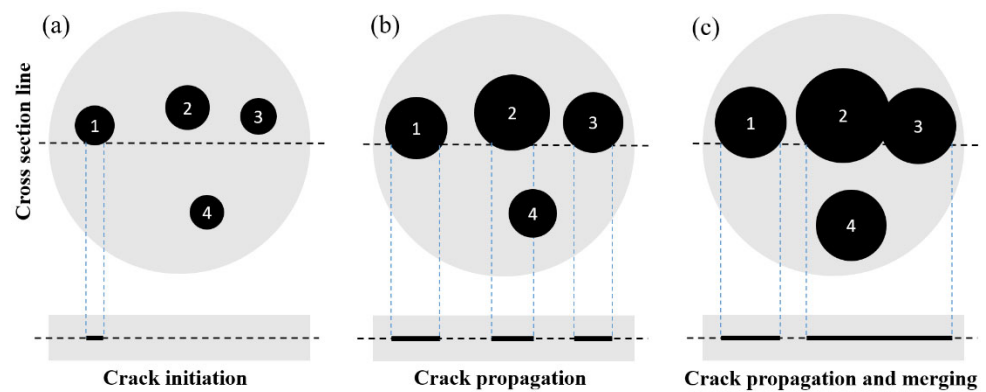 (a)
(b)
(c)
Cross section line
1
2
3
4
1
2
3
4
1
2
3
4
Crack initiation
Crack propagation
Crack propagation and merging